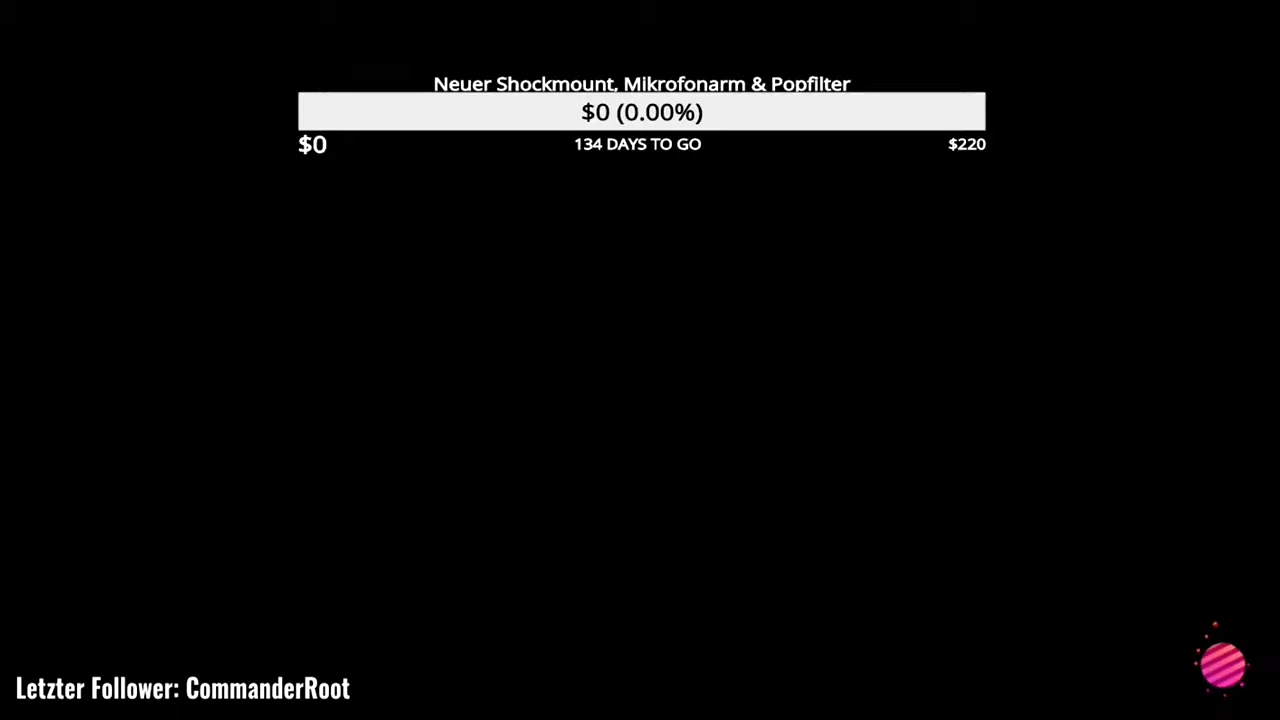 Neuer Shockmount, Mikrofonarm & Popfilter
$0 (0.00%)
$0 134 DAYS TO GO $220
Letzter Follower: CommanderRoot